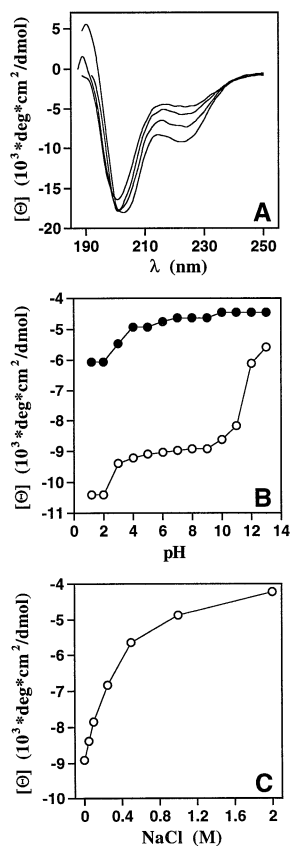 5
0
-5
-10
-15
-20
190 210 230 250
[Θ] (10³*deg*cm²/dmol)
λ (nm)
A
-4
-5
-6
-7
-8
-9
-10
-11
0 2 4 6 8 10 12 14
[Θ] (10³*deg*cm²/dmol)
pH
B
-4
-5
-6
-7
-8
-9
-10
0 0.4 0.8 1.2 1.6 2
[Θ] (10³*deg*cm²/dmol)
NaCl (M)
C